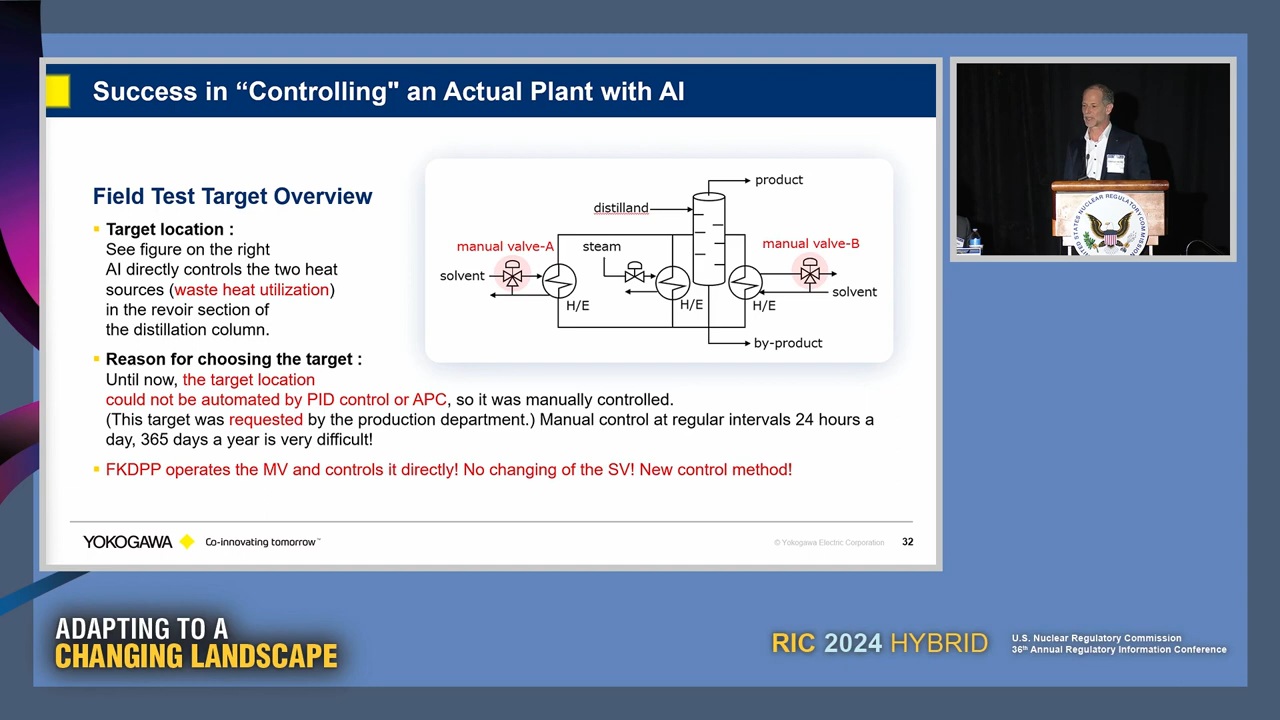 Success in “Controlling" an Actual Plant with AI
Field Test Target Overview
Target location :
See figure on the right
AI directly controls the two heat
sources (waste heat utilization)
in the revoir section of
the distillation column.
Reason for choosing the target :
Until now, the target location
could not be automated by PID control or APC, so it was manually controlled.
(This target was requested by the production department.) Manual control at regular intervals 24 hours a
day, 365 days a year is very difficult!
FKDPP operates the MV and controls it directly! No changing of the SV! New control method!
product
distilland
manual valve-A
steam
manual valve-B
solvent
H/E
H/E
H/E
solvent
by-product
YOKOGAWA
Co-innovating tomorrow™
© Yokogawa Electric Corporation
32
UNITED STATES NUCLEAR REGULATORY COMMISSION
ADAPTING TO A
CHANGING LANDSCAPE
RIC 2024 HYBRID
U.S. Nuclear Regulatory Commission
36th Annual Regulatory Information Conference